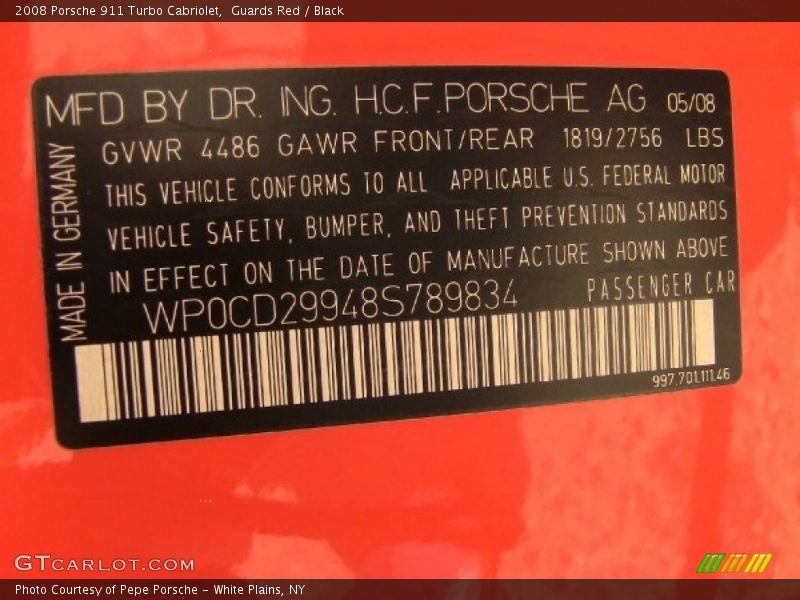 2008 Porsche 911 Turbo Cabriolet,  Guards Red / Black
MFD BY DR. ING. H.C.F. PORSCHE AG 05/08
GVWR 4486 GAWR FRONT/REAR 1819/2756 LBS
THIS VEHICLE CONFORMS TO ALL APPLICABLE U.S. FEDERAL MOTOR
VEHICLE SAFETY, BUMPER, AND THEFT PREVENTION STANDARDS
IN EFFECT ON THE DATE OF MANUFACTURE SHOWN ABOVE
WP0CD29948S789834 PASSENGER CAR
MADE IN GERMANY
997.701.111.46
GTCARLOT.COM
Photo Courtesy of Pepe Porsche - White Plains, NY